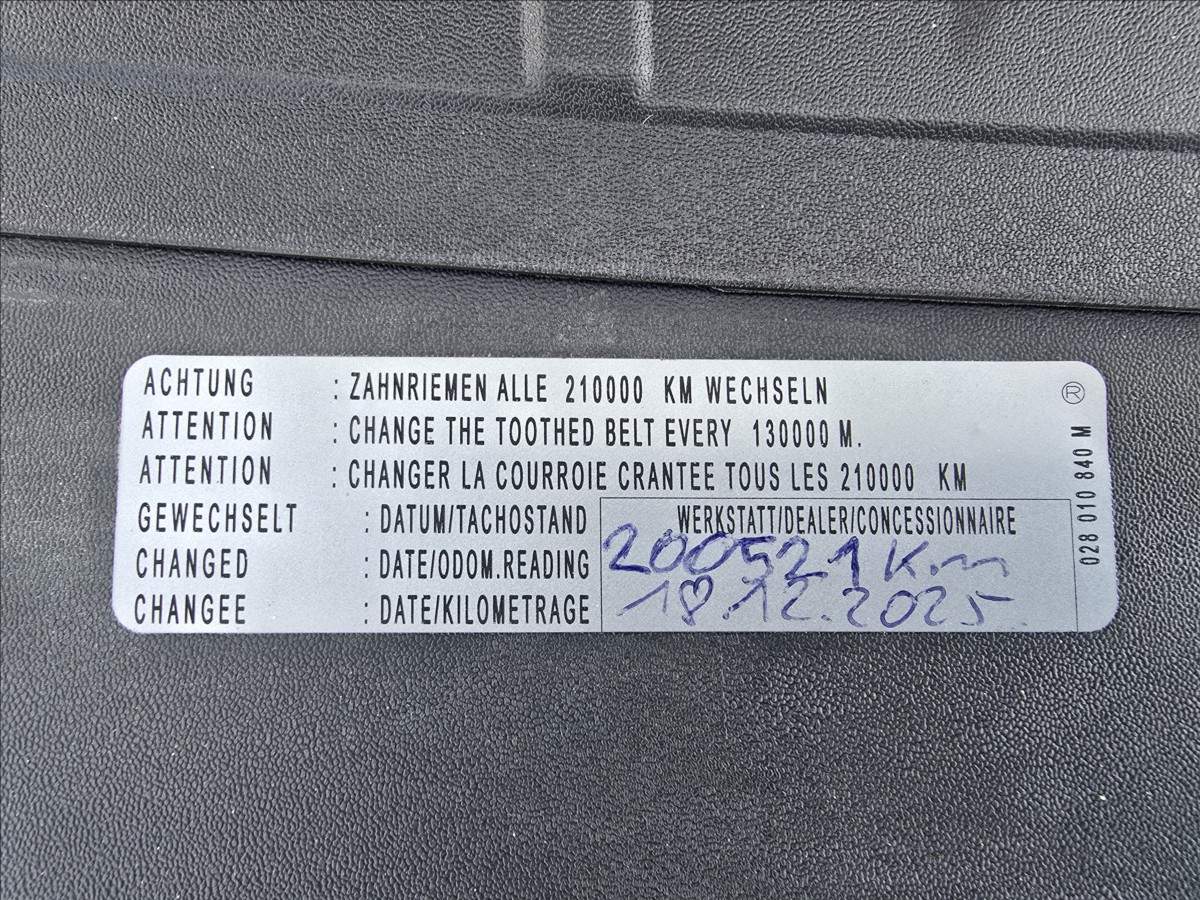 ACHTUNG : ZAHNRIEMEN ALLE 210000 KM WECHSELN
ATTENTION : CHANGE THE TOOTHED BELT EVERY 130000 M.
ATTENTION : CHANGER LA COURROIE CRANTEE TOUS LES 210000 KM
GEWECHSELT : DATUM/TACHOSTAND
CHANGED : DATE/ODOM.READING
CHANGEE : DATE/KILOMETRAGE
WERKSTATT/DEALER/CONCESSIONNAIRE
200521 Km
18.12.2025
028 010 840 M ®